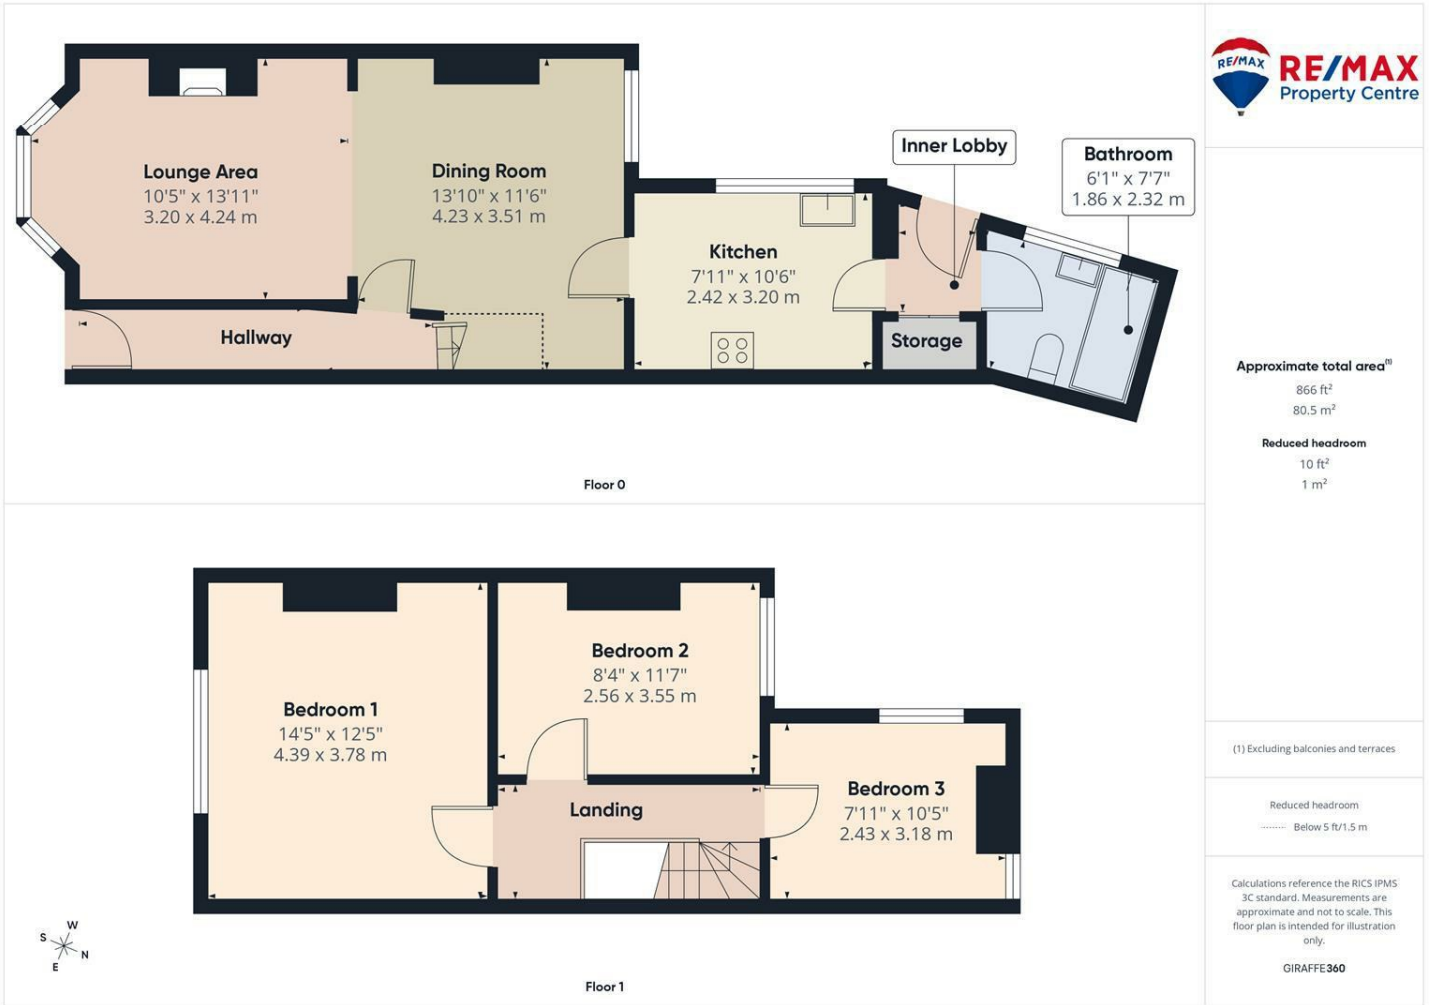 Lounge Area
10'5" x 13'11"
3.20 x 4.24 m
Dining Room
13'10" x 11'6"
4.23 x 3.51 m
Kitchen
7'11" x 10'6"
2.42 x 3.20 m
Inner Lobby
Bathroom
6'1" x 7'7"
1.86 x 2.32 m
Hallway
Storage
Floor 0
Bedroom 1
14'5" x 12'5"
4.39 x 3.78 m
Bedroom 2
8'4" x 11'7"
2.56 x 3.55 m
Landing
Bedroom 3
7'11" x 10'5"
2.43 x 3.18 m
W
S
N
E
Floor 1
RE/MAX
RE/MAX
Property Centre
Approximate total area(1)
866 ft²
80.5 m²
Reduced headroom
10 ft²
1 m²
(1) Excluding balconies and terraces
Reduced headroom
Below 5 ft/1.5 m
Calculations reference the RICS IPMS
3C standard. Measurements are
approximate and not to scale. This
floor plan is intended for illustration
only.
GIRAFFE360